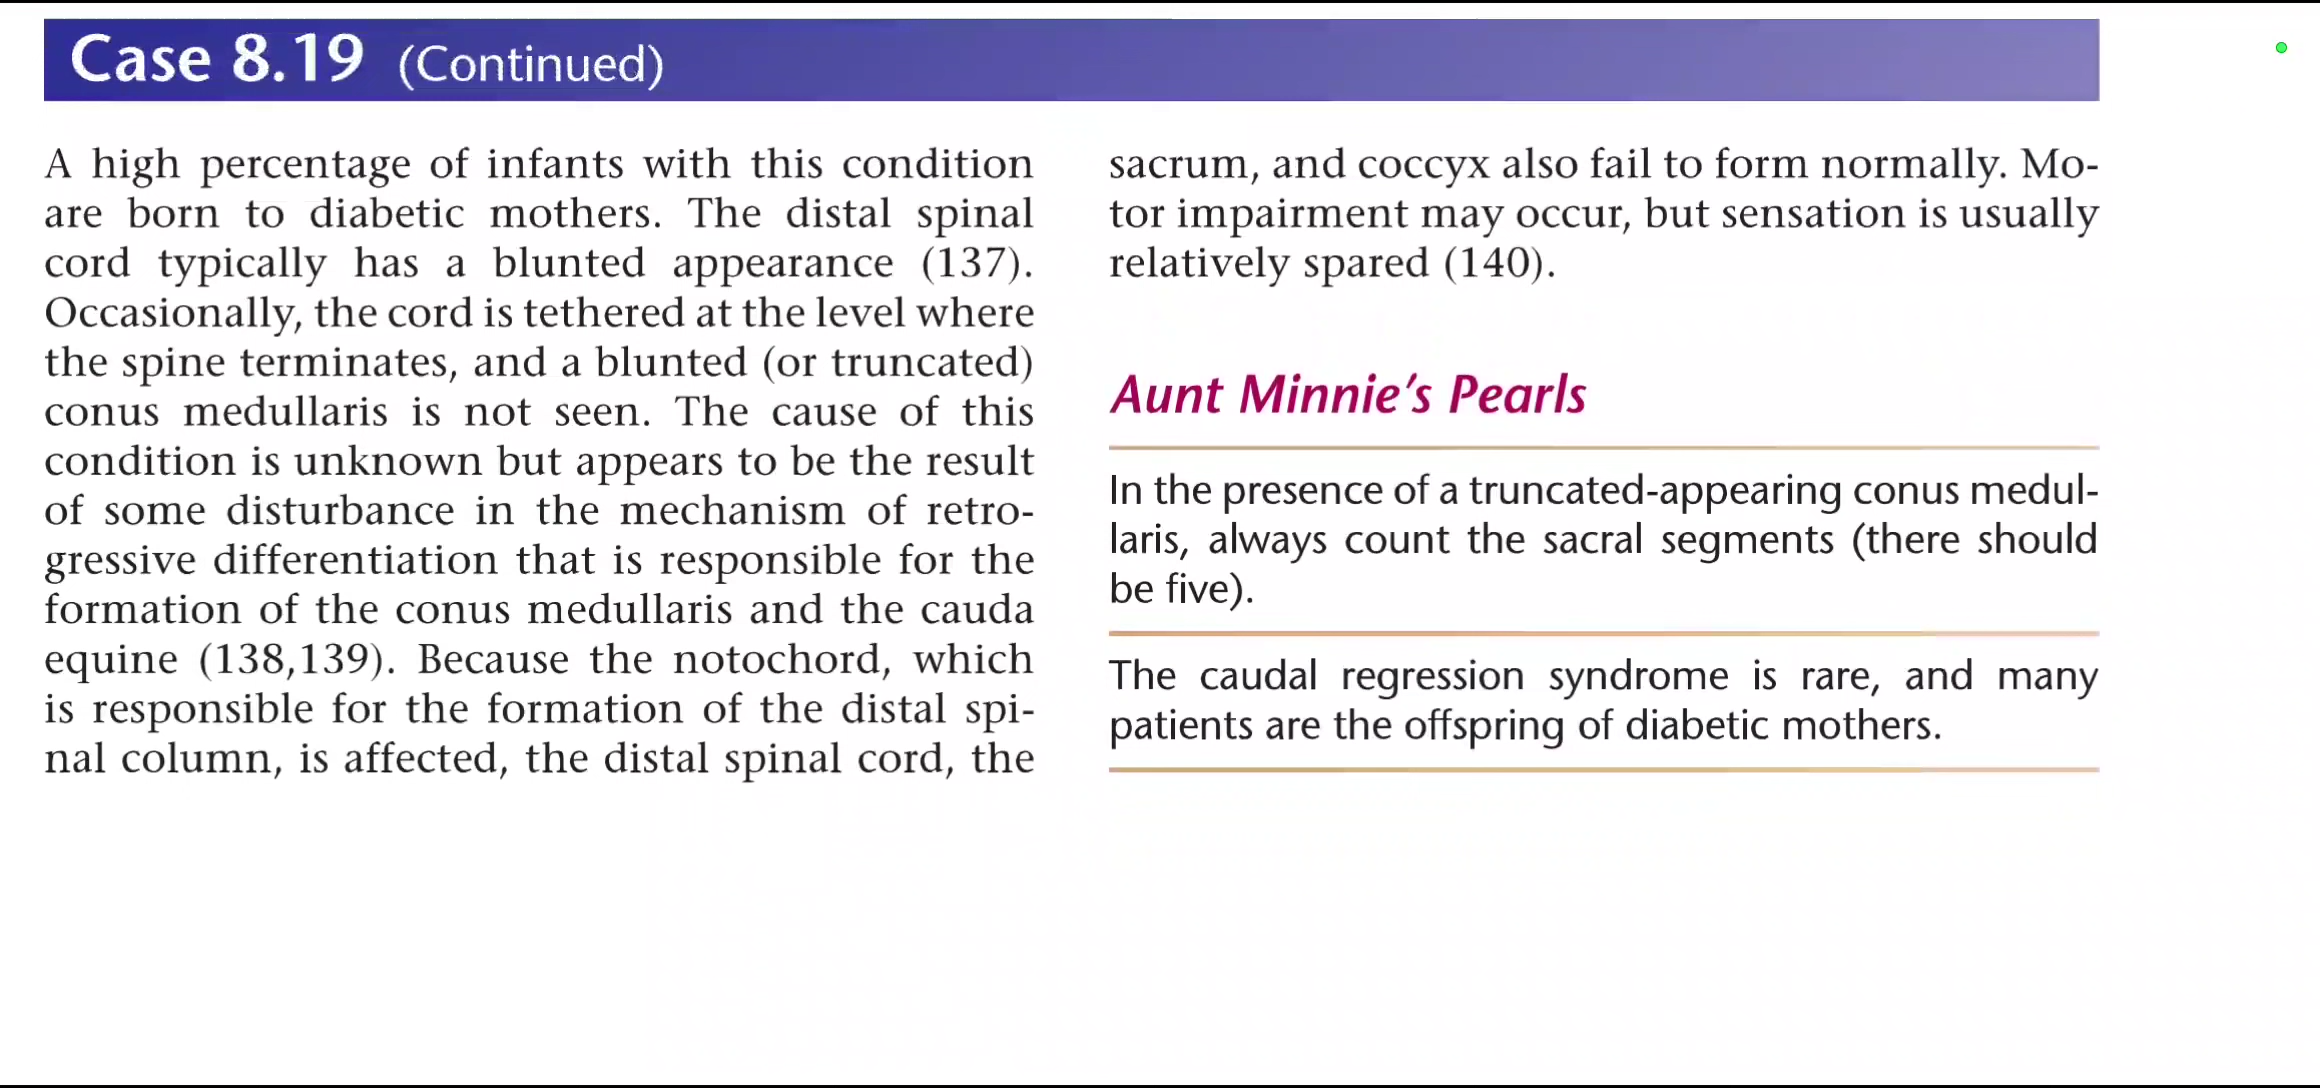 Case 8.19 (Continued)
A high percentage of infants with this condition
are born to diabetic mothers. The distal spinal
cord typically has a blunted appearance (137).
Occasionally, the cord is tethered at the level where
the spine terminates, and a blunted (or truncated)
conus medullaris is not seen. The cause of this
condition is unknown but appears to be the result
of some disturbance in the mechanism of retro-
gressive differentiation that is responsible for the
formation of the conus medullaris and the cauda
equine (138,139). Because the notochord, which
is responsible for the formation of the distal spi-
nal column, is affected, the distal spinal cord, the
sacrum, and coccyx also fail to form normally. Mo-
tor impairment may occur, but sensation is usually
relatively spared (140).
Aunt Minnie's Pearls
In the presence of a truncated-appearing conus medul-
laris, always count the sacral segments (there should
be five).
The caudal regression syndrome is rare, and many
patients are the offspring of diabetic mothers.